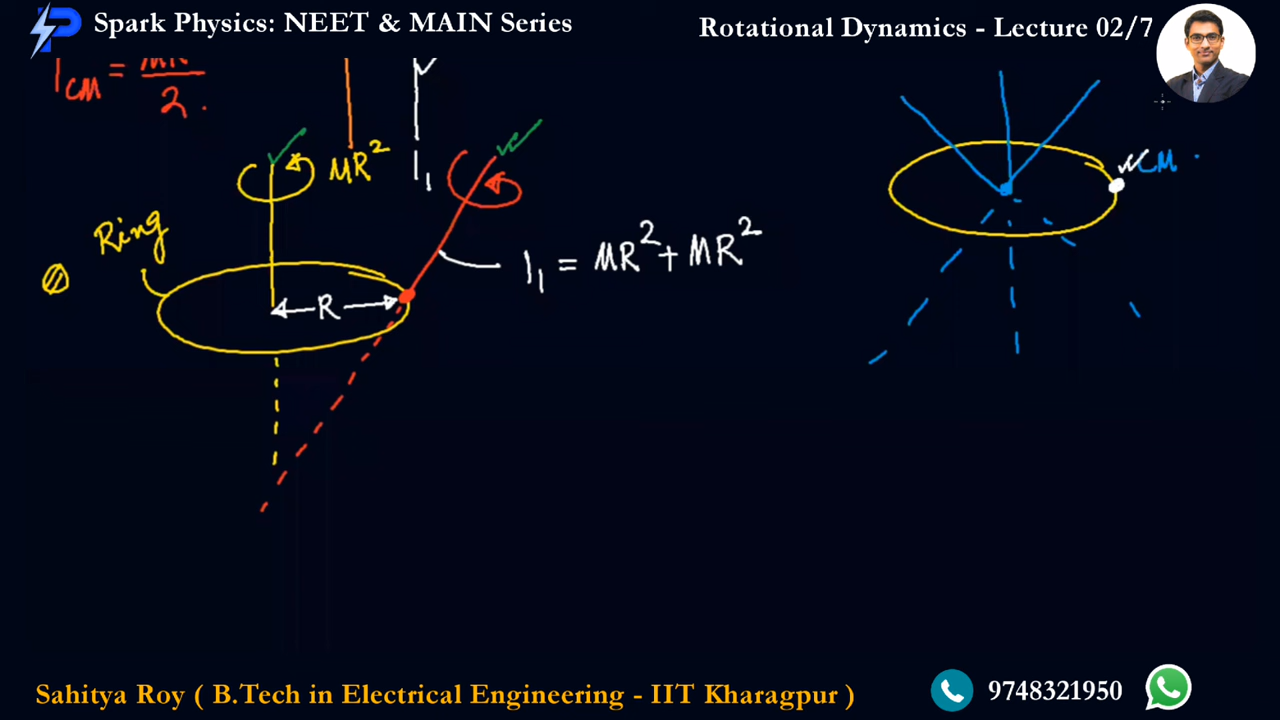 Spark Physics: NEET & MAIN Series
Rotational Dynamics - Lecture 02/7
I_CM = MR / 2 .
MR²
I₁
CM .
Ring
R
I₁ = MR² + MR²
Sahitya Roy ( B.Tech in Electrical Engineering - IIT Kharagpur )
9748321950